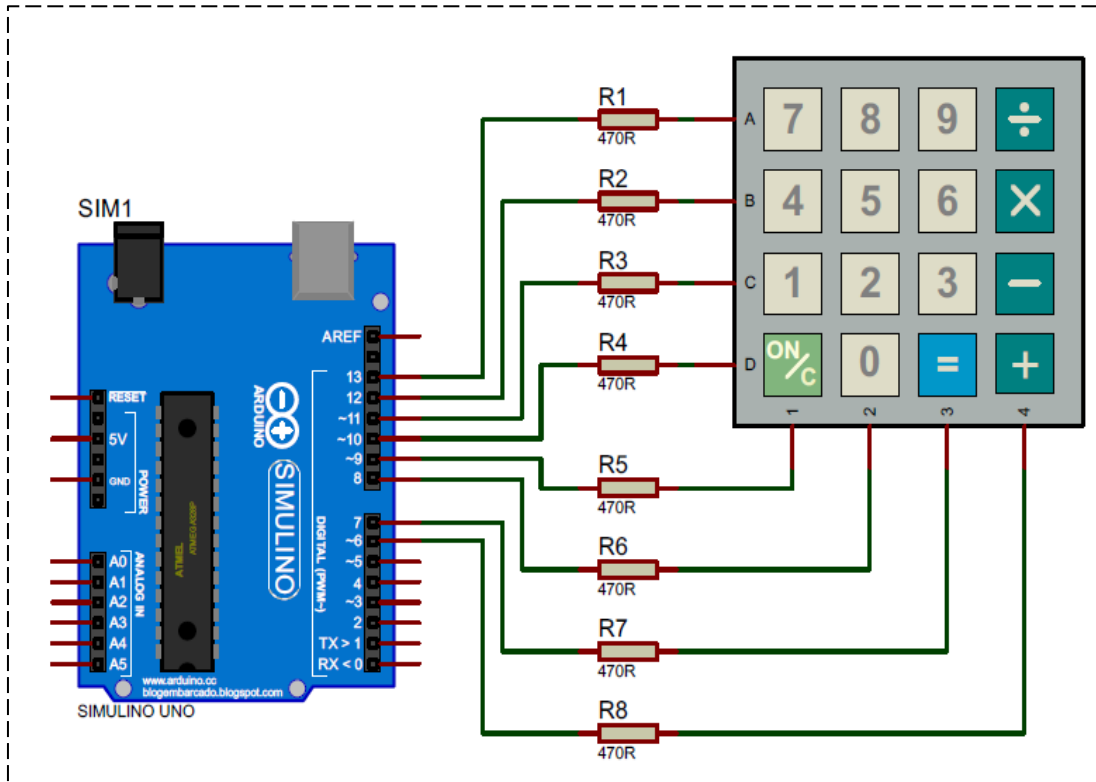 SIM1
AREF
13
12
~11
~10
~9
8
7
~6
~5
4
~3
2
TX > 1
RX < 0
DIGITAL (PWM~)
ARDUINO
SIMULINO
RESET
5V
GND
POWER
A0
A1
A2
A3
A4
A5
ANALOG IN
ATMEL
ATMEGA328P
www.arduino.cc
blogembarcado.blogspot.com
SIMULINO UNO
R1
470R
R2
470R
R3
470R
R4
470R
R5
470R
R6
470R
R7
470R
R8
470R
A 7 8 9 ÷
B 4 5 6 ×
C 1 2 3 −
D ON/C 0 = +
1 2 3 4